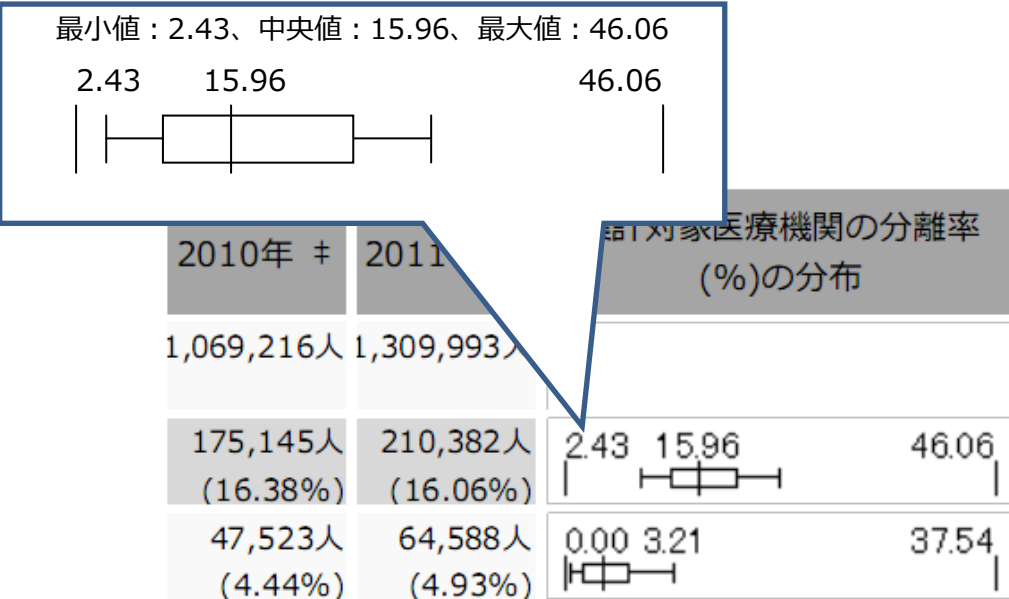 最小値：2.43、中央値：15.96、最大値：46.06
2.43 15.96 46.06
2010年 ‡ 2011 対象医療機関の分離率
(%)の分布
1,069,216人 1,309,993人
175,145人 210,382人 2.43 15.96 46.06
(16.38%) (16.06%)
47,523人 64,588人 0.00 3.21 37.54
(4.44%) (4.93%)